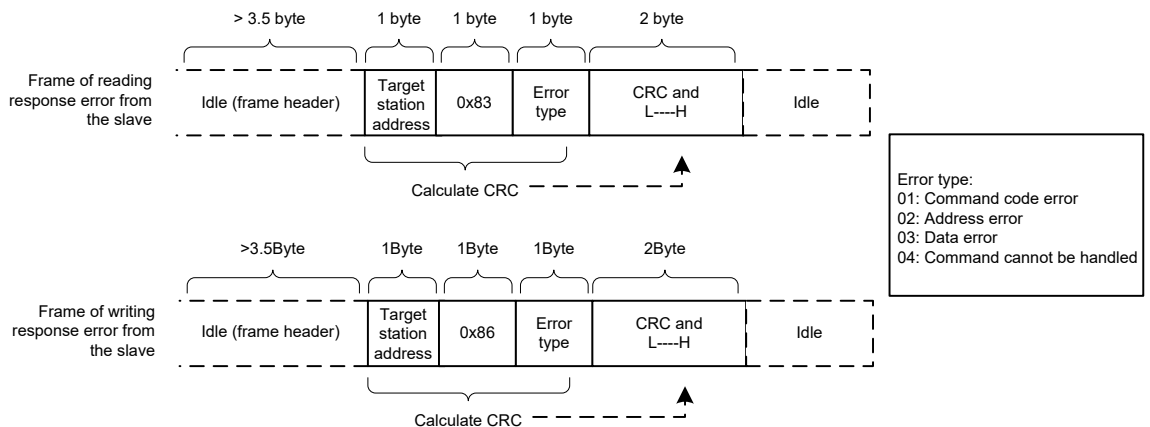 > 3.5 byte
1 byte
1 byte
1 byte
2 byte
Frame of reading
response error from
the slave
Idle (frame header)
Target
station
address
0x83
Error
type
CRC and
L----H
Idle
Calculate CRC
Error type:
01: Command code error
02: Address error
03: Data error
04: Command cannot be handled
>3.5Byte
1Byte
1Byte
1Byte
2Byte
Frame of writing
response error from
the slave
Idle (frame header)
Target
station
address
0x86
Error
type
CRC and
L----H
Idle
Calculate CRC